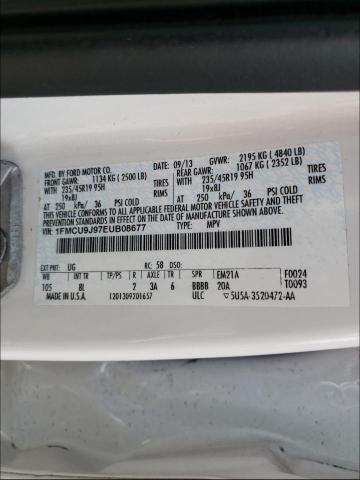 MFD. BY FORD MOTOR CO. DATE: 09/13 GVWR: 2195 KG ( 4840 LB)
FRONT GAWR: 1134 KG ( 2500 LB) REAR GAWR: 1067 KG ( 2352 LB)
WITH 235/45R19 95H TIRES WITH 235/45R19 95H TIRES
19x8J RIMS 19x8J RIMS
AT 250 kPa/ 36 PSI COLD AT 250 kPa/ 36 PSI COLD
THIS VEHICLE CONFORMS TO ALL APPLICABLE FEDERAL MOTOR VEHICLE SAFETY, BUMPER, AND THEFT
PREVENTION STANDARDS IN EFFECT ON THE DATE OF MANUFACTURE SHOWN ABOVE.
VIN: 1FMCU9J97EUB08677 TYPE: MPV
EXT PNT: UG RC: 58 DSO: F0024
WB INT TR TP/PS R AXLE TR SPR EM21A T0093
105 8L 2 3A 6 BBBB 20A
MADE IN U.S.A. 1201309201657 ULC 5U5A-3520472-AA